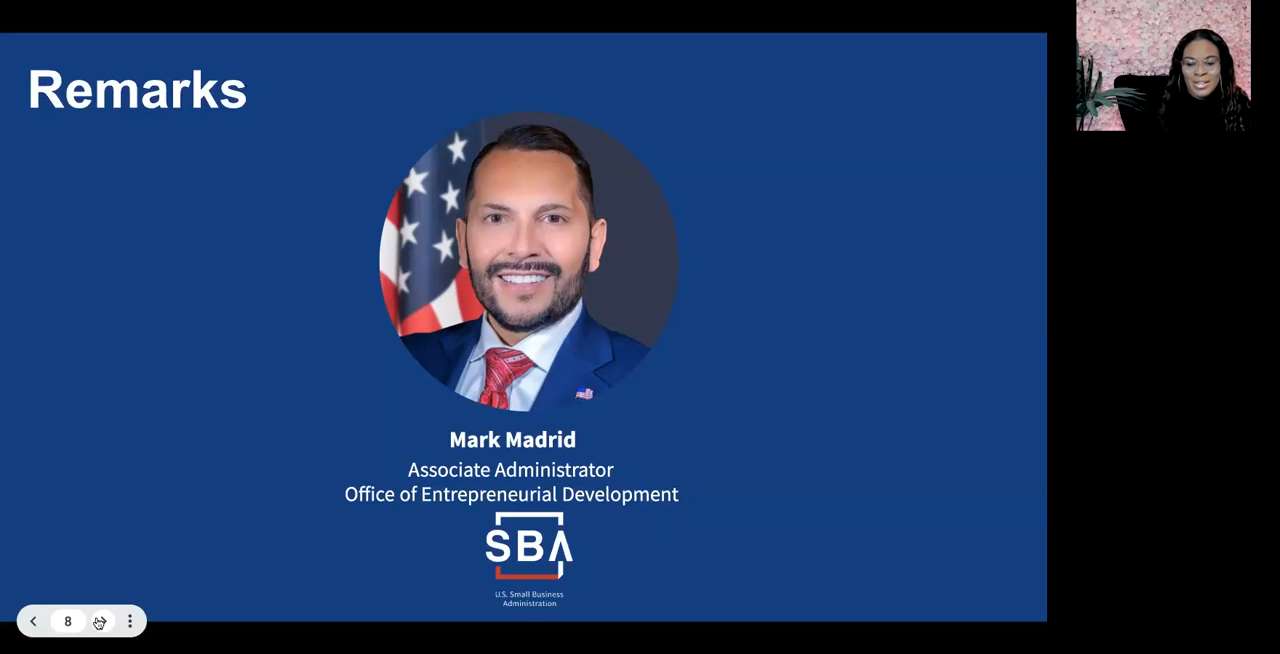 Remarks
Mark Madrid
Associate Administrator
Office of Entrepreneurial Development
SBA
U.S. Small Business
Administration
8